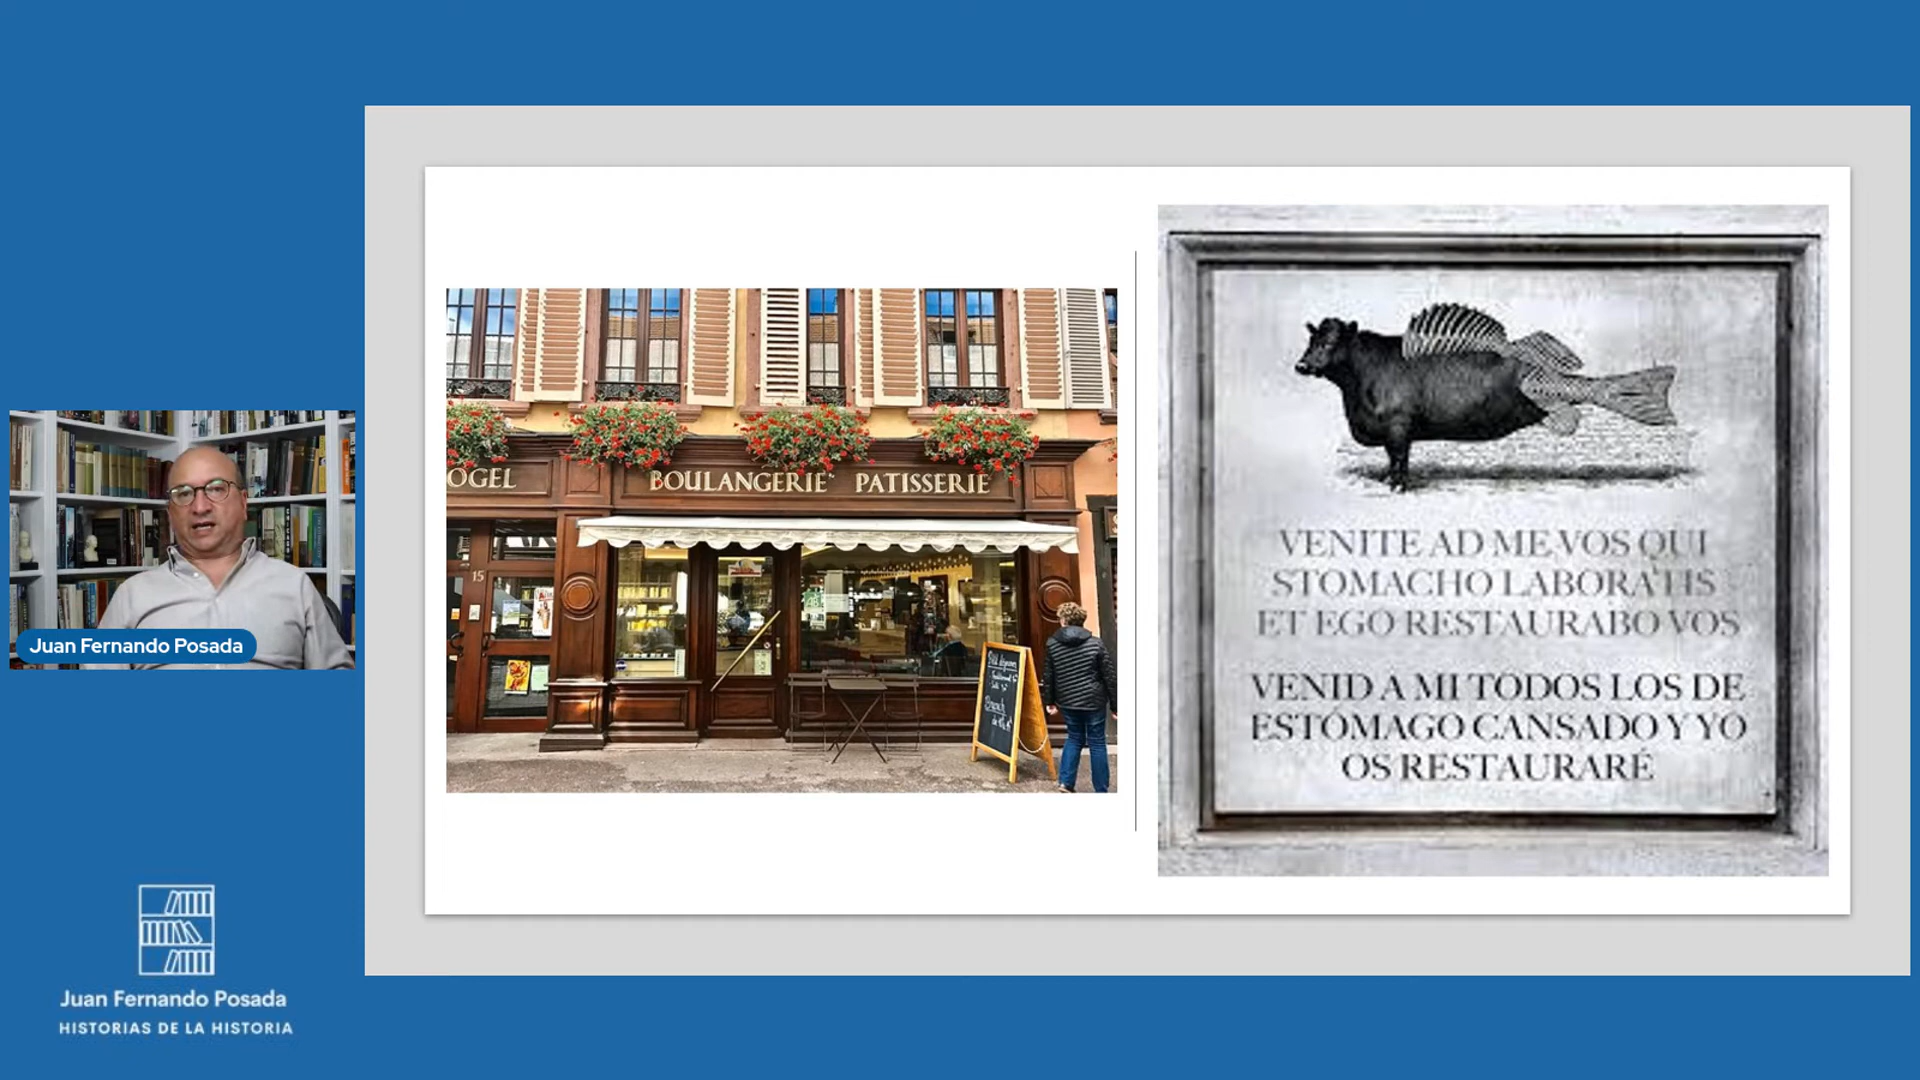 Juan Fernando Posada
Juan Fernando Posada
HISTORIAS DE LA HISTORIA
OGEL
BOULANGERIE PATISSERIE
15
VENITE AD ME VOS QUI
STOMACHO LABORATIS
ET EGO RESTAURABO VOS
VENID A MI TODOS LOS DE
ESTOMAGO CANSADO Y YO
OS RESTAURARÉ